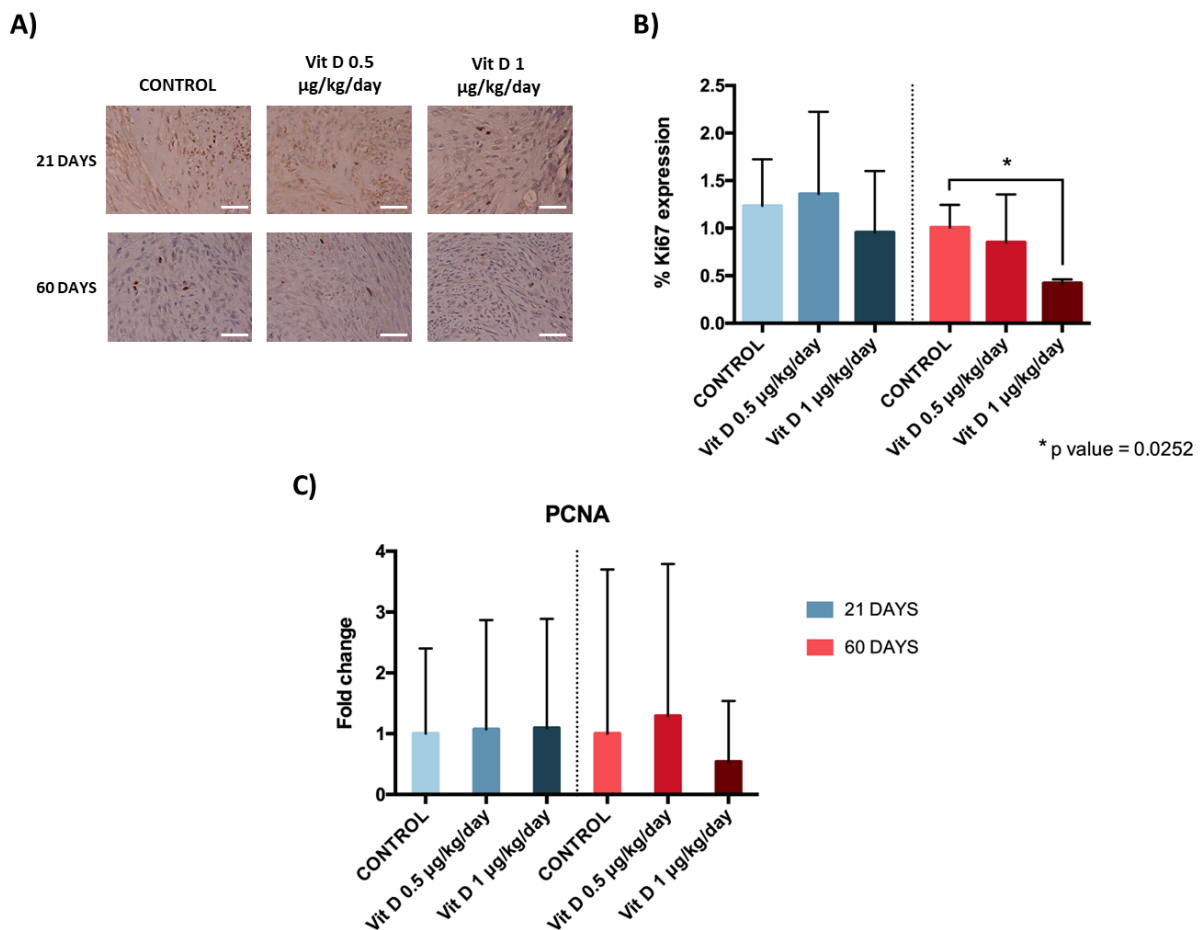 A)
CONTROL
Vit D 0.5
µg/kg/day
Vit D 1
µg/kg/day
21 DAYS
60 DAYS
B)
% Ki67 expression
2.5
2.0
1.5
1.0
0.5
0.0
*
CONTROL
Vit D 0.5 µg/kg/day
Vit D 1 µg/kg/day
CONTROL
Vit D 0.5 µg/kg/day
Vit D 1 µg/kg/day
* p value = 0.0252
C)
PCNA
Fold change
4
3
2
1
0
CONTROL
Vit D 0.5 µg/kg/day
Vit D 1 µg/kg/day
CONTROL
Vit D 0.5 µg/kg/day
Vit D 1 µg/kg/day
21 DAYS
60 DAYS